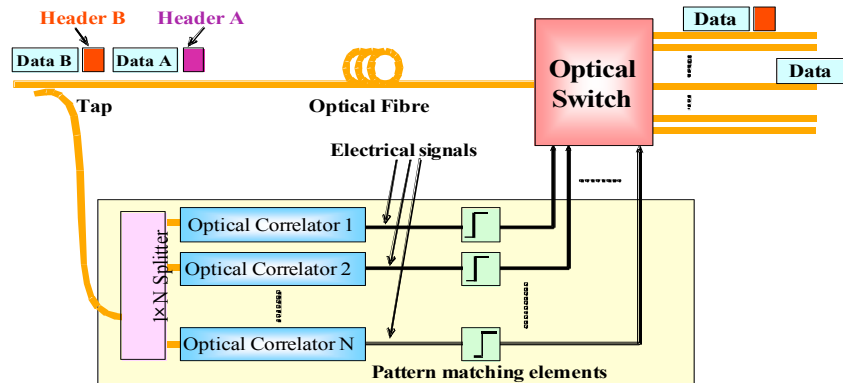 Header B
Header A
Data
Data B
Data A
Data
Optical
Switch
Tap
Optical Fibre
Electrical signals
1×N Splitter
Optical Correlator 1
Optical Correlator 2
Optical Correlator N
Pattern matching elements